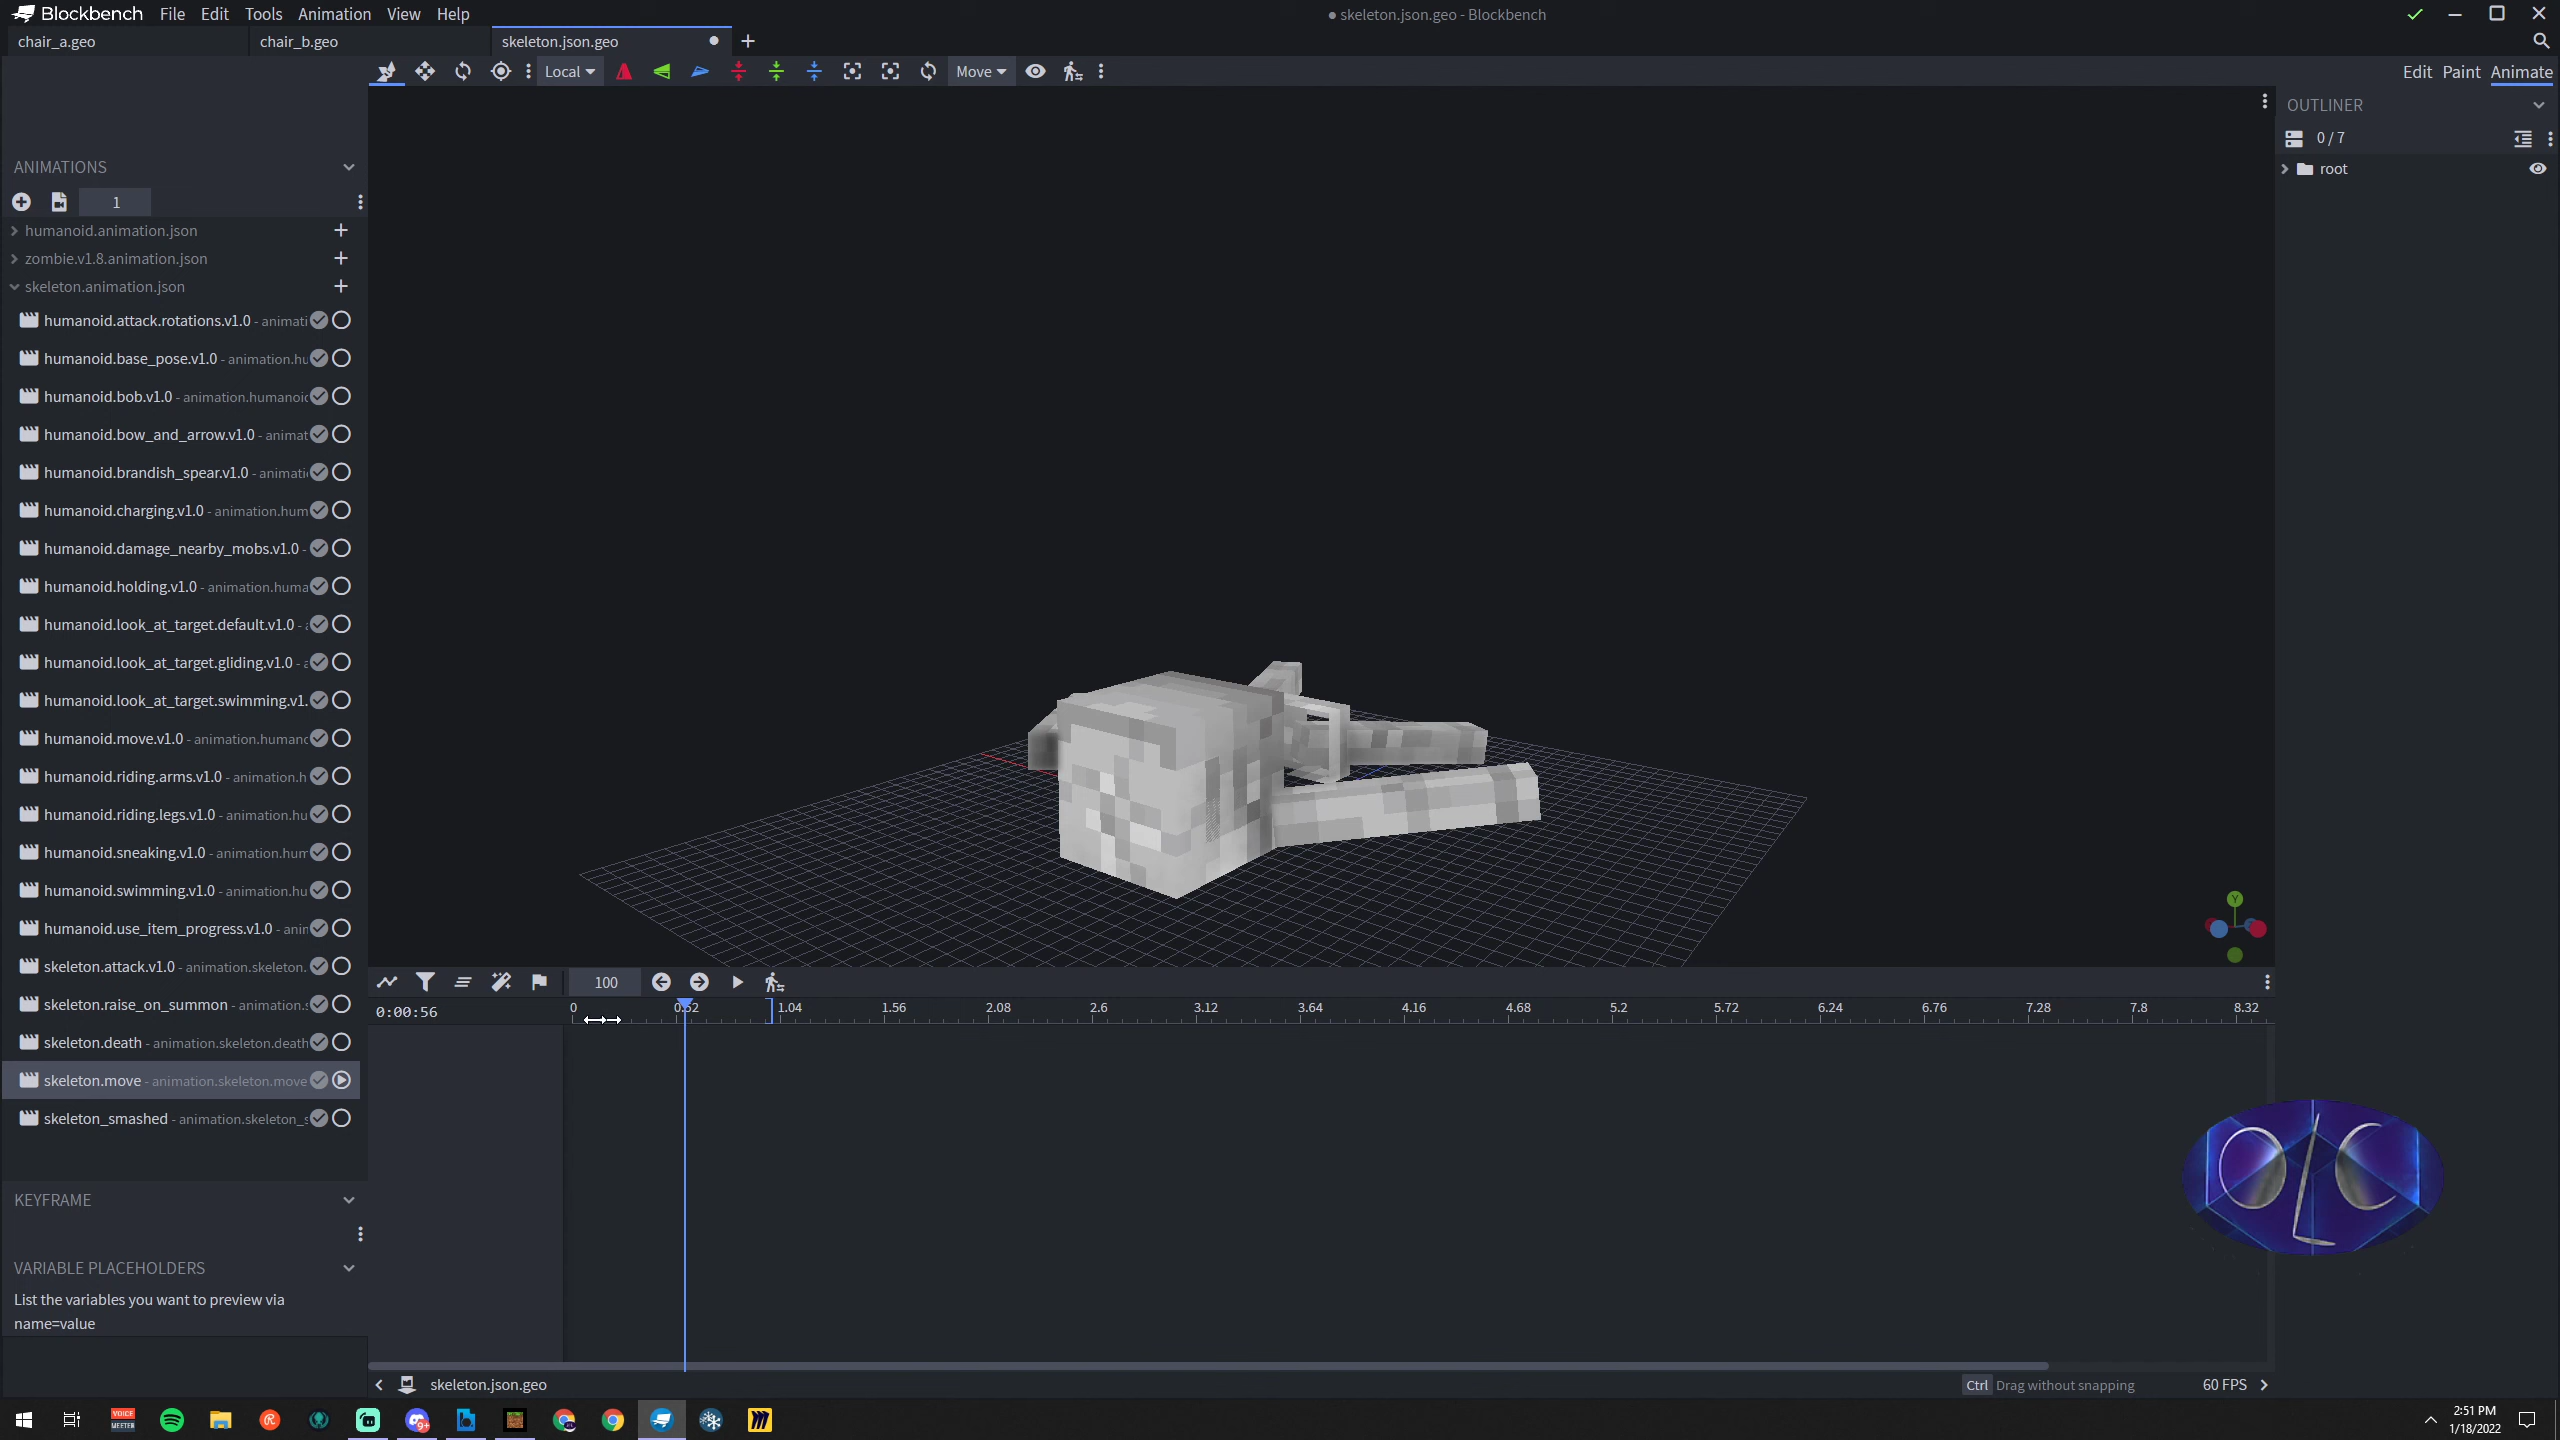 Blockbench File Edit Tools Animation View Help
skeleton.json.geo - Blockbench
chair_a.geo
chair_b.geo
skeleton.json.geo
Local
Move
Edit Paint Animate
OUTLINER
0 / 7
root
ANIMATIONS
1
humanoid.animation.json
zombie.v1.8.animation.json
skeleton.animation.json
humanoid.attack.rotations.v1.0 - animati
humanoid.base_pose.v1.0 - animation.hu
humanoid.bob.v1.0 - animation.humanoid
humanoid.bow_and_arrow.v1.0 - animat
humanoid.brandish_spear.v1.0 - animati
humanoid.charging.v1.0 - animation.hum
humanoid.damage_nearby_mobs.v1.0 -
humanoid.holding.v1.0 - animation.huma
humanoid.look_at_target.default.v1.0 -
humanoid.look_at_target.gliding.v1.0 -
humanoid.look_at_target.swimming.v1.
humanoid.move.v1.0 - animation.humano
humanoid.riding.arms.v1.0 - animation.h
humanoid.riding.legs.v1.0 - animation.hu
humanoid.sneaking.v1.0 - animation.hum
humanoid.swimming.v1.0 - animation.hu
humanoid.use_item_progress.v1.0 - anin
skeleton.attack.v1.0 - animation.skeleton.
skeleton.raise_on_summon - animation.s
skeleton.death - animation.skeleton.death
skeleton.move - animation.skeleton.move
skeleton_smashed - animation.skeleton_s
100
0:00:56
0 0.52 1.04 1.56 2.08 2.6 3.12 3.64 4.16 4.68 5.2 5.72 6.24 6.76 7.28 7.8 8.32
KEYFRAME
VARIABLE PLACEHOLDERS
List the variables you want to preview via
name=value
skeleton.json.geo
Ctrl Drag without snapping
60 FPS
VOICE
MEETER
9+
2:51 PM
1/18/2022
OLC